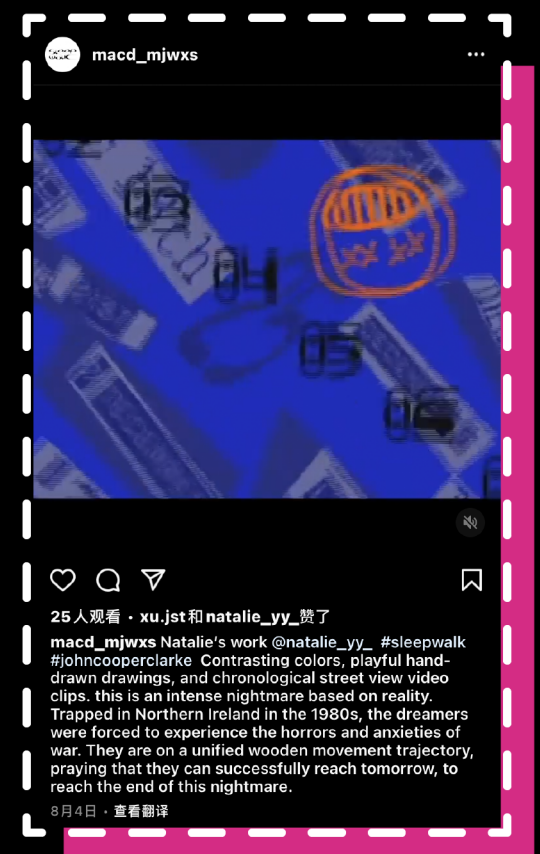 macd_mjwxs
03
ch
04
05
06
25人观看 · xu.jst和natalie_yy_赞了
macd_mjwxs Natalie's work @natalie_yy_ #sleepwalk
#johncooperclarke Contrasting colors, playful hand-
drawn drawings, and chronological street view video
clips. this is an intense nightmare based on reality.
Trapped in Northern Ireland in the 1980s, the dreamers
were forced to experience the horrors and anxieties of
war. They are on a unified wooden movement trajectory,
praying that they can successfully reach tomorrow, to
reach the end of this nightmare.
8月4日 · 查看翻译